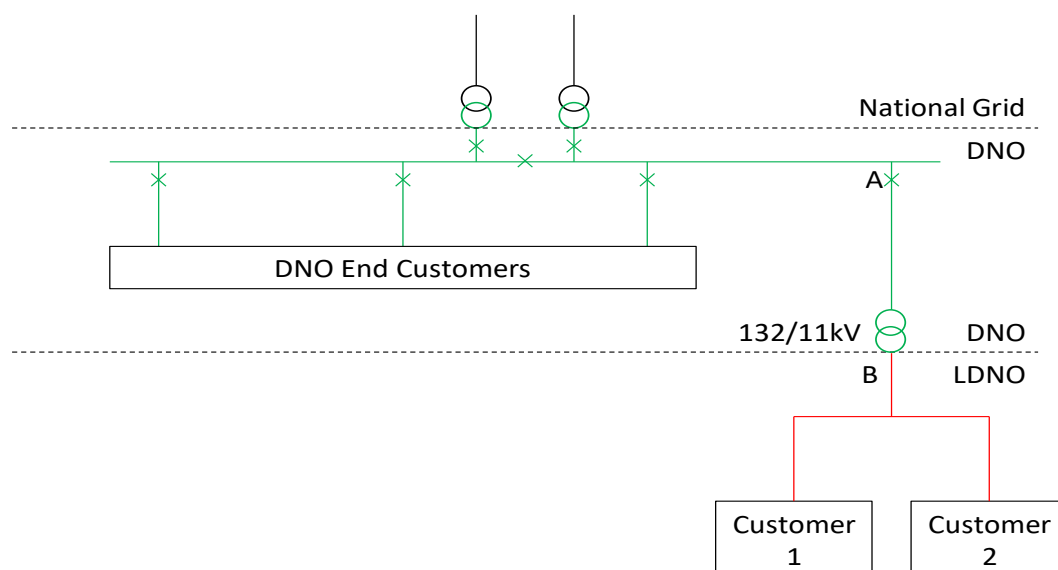 National Grid
DNO
A
DNO End Customers
132/11kV
DNO
B
LDNO
Customer
1
Customer
2